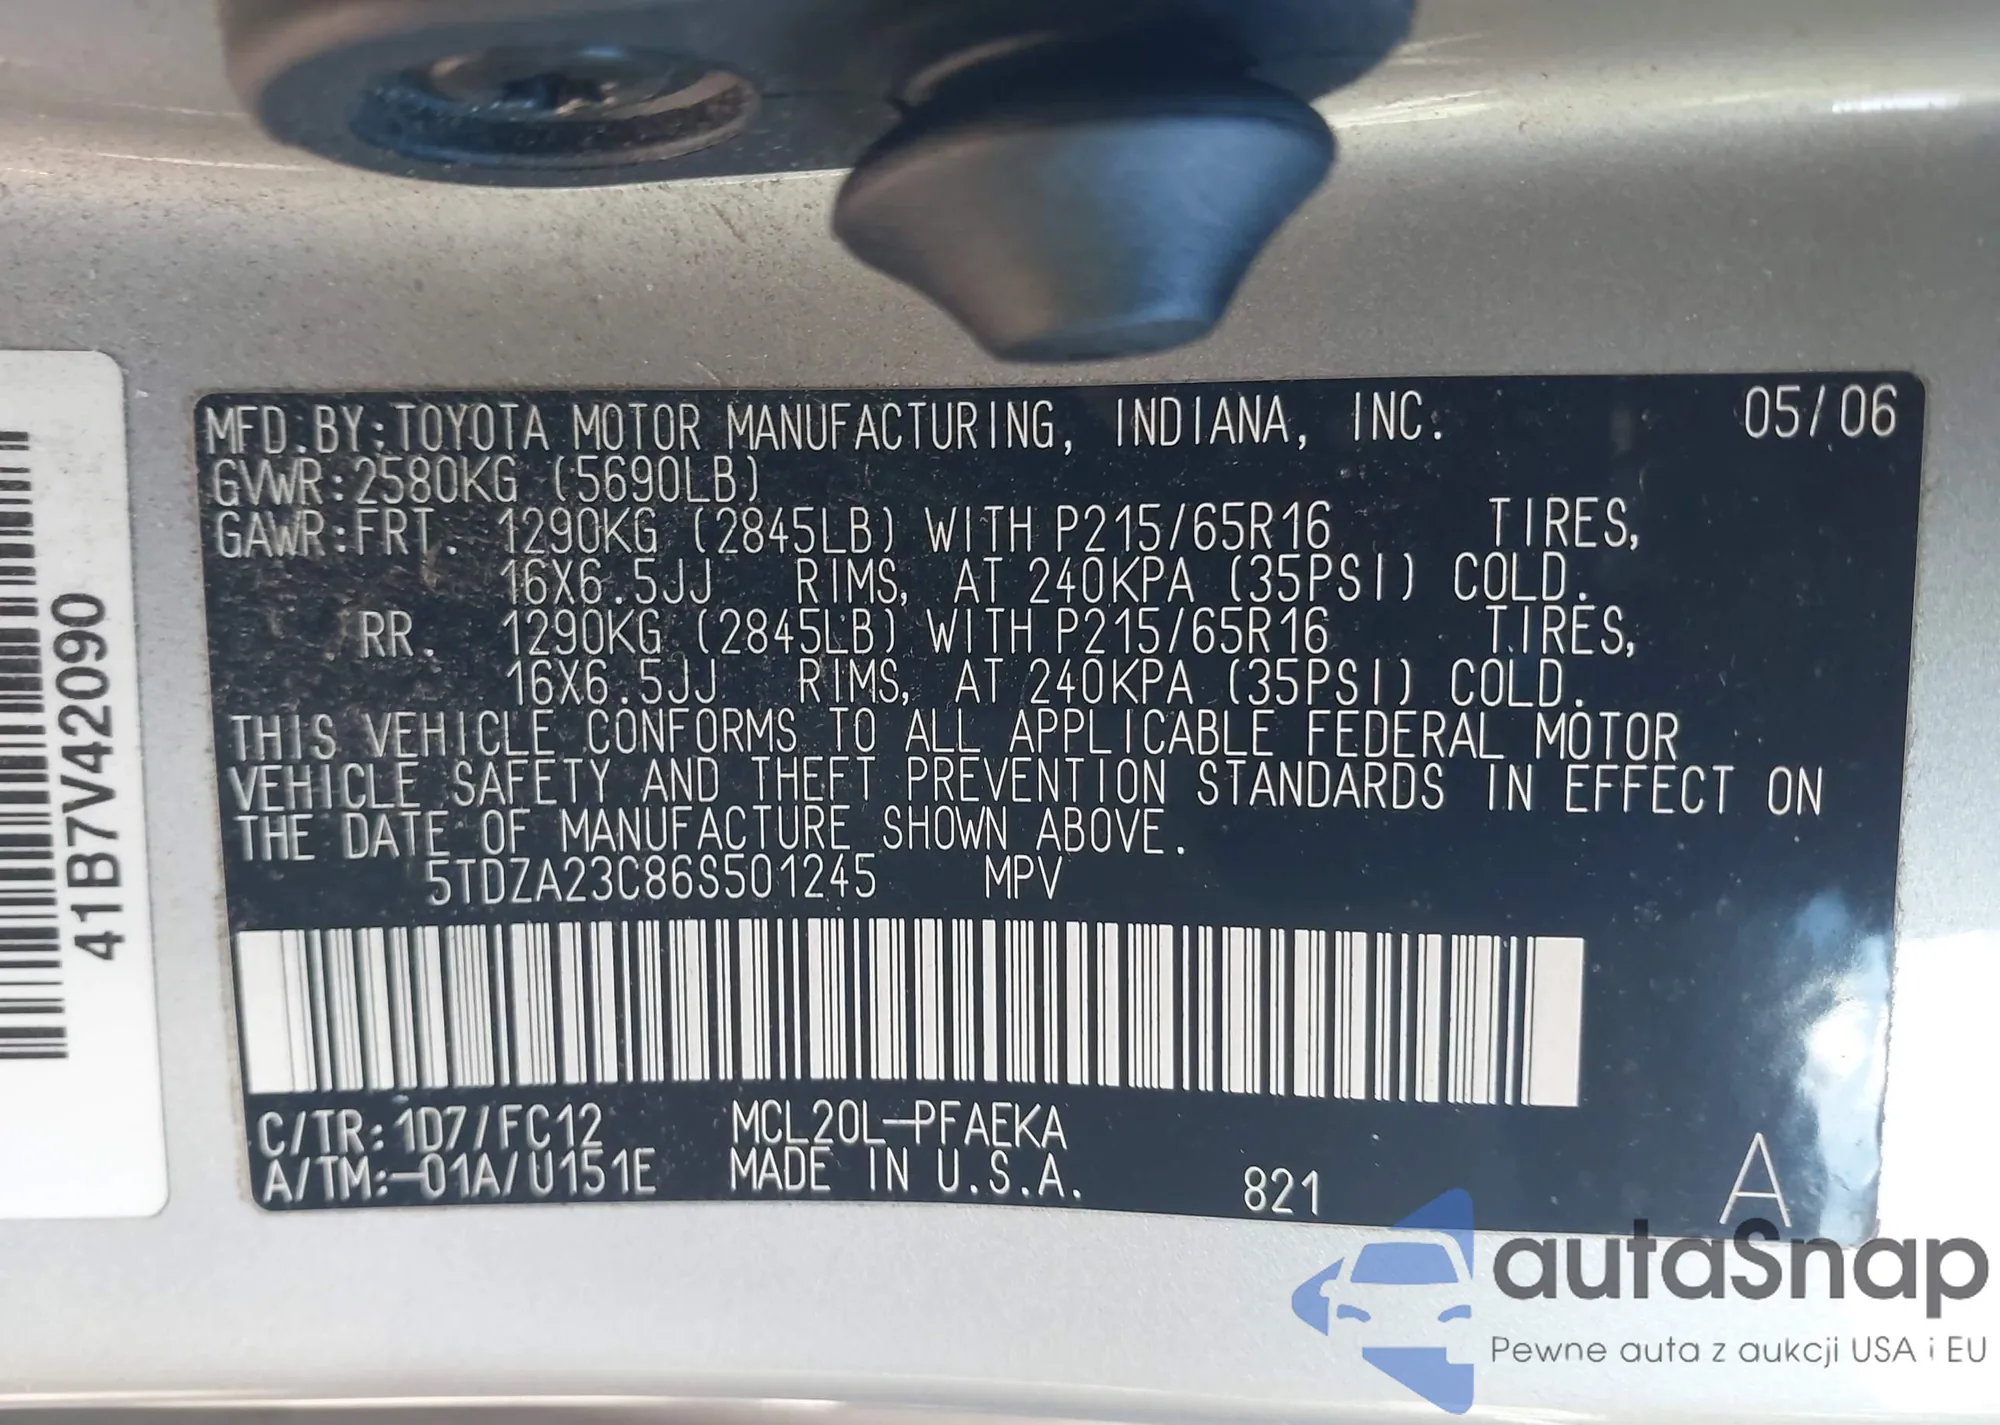 MFD.BY:TOYOTA MOTOR MANUFACTURING, INDIANA, INC. 05/06
GVWR:2580KG (5690LB)
GAWR:FRT. 1290KG (2845LB) WITH P215/65R16 TIRES,
16X6.5JJ RIMS, AT 240KPA (35PSI) COLD.
RR. 1290KG (2845LB) WITH P215/65R16 TIRES,
16X6.5JJ RIMS, AT 240KPA (35PSI) COLD.
THIS VEHICLE CONFORMS TO ALL APPLICABLE FEDERAL MOTOR
VEHICLE SAFETY AND THEFT PREVENTION STANDARDS IN EFFECT ON
THE DATE OF MANUFACTURE SHOWN ABOVE.
5TDZA23C86S501245 MPV
C/TR:1D7/FC12 MCL20L-PFAEKA
A/TM:-01A/U151E MADE IN U.S.A. 821 A
41B7V42090
autaSnap
Pewne auta z aukcji USA i EU